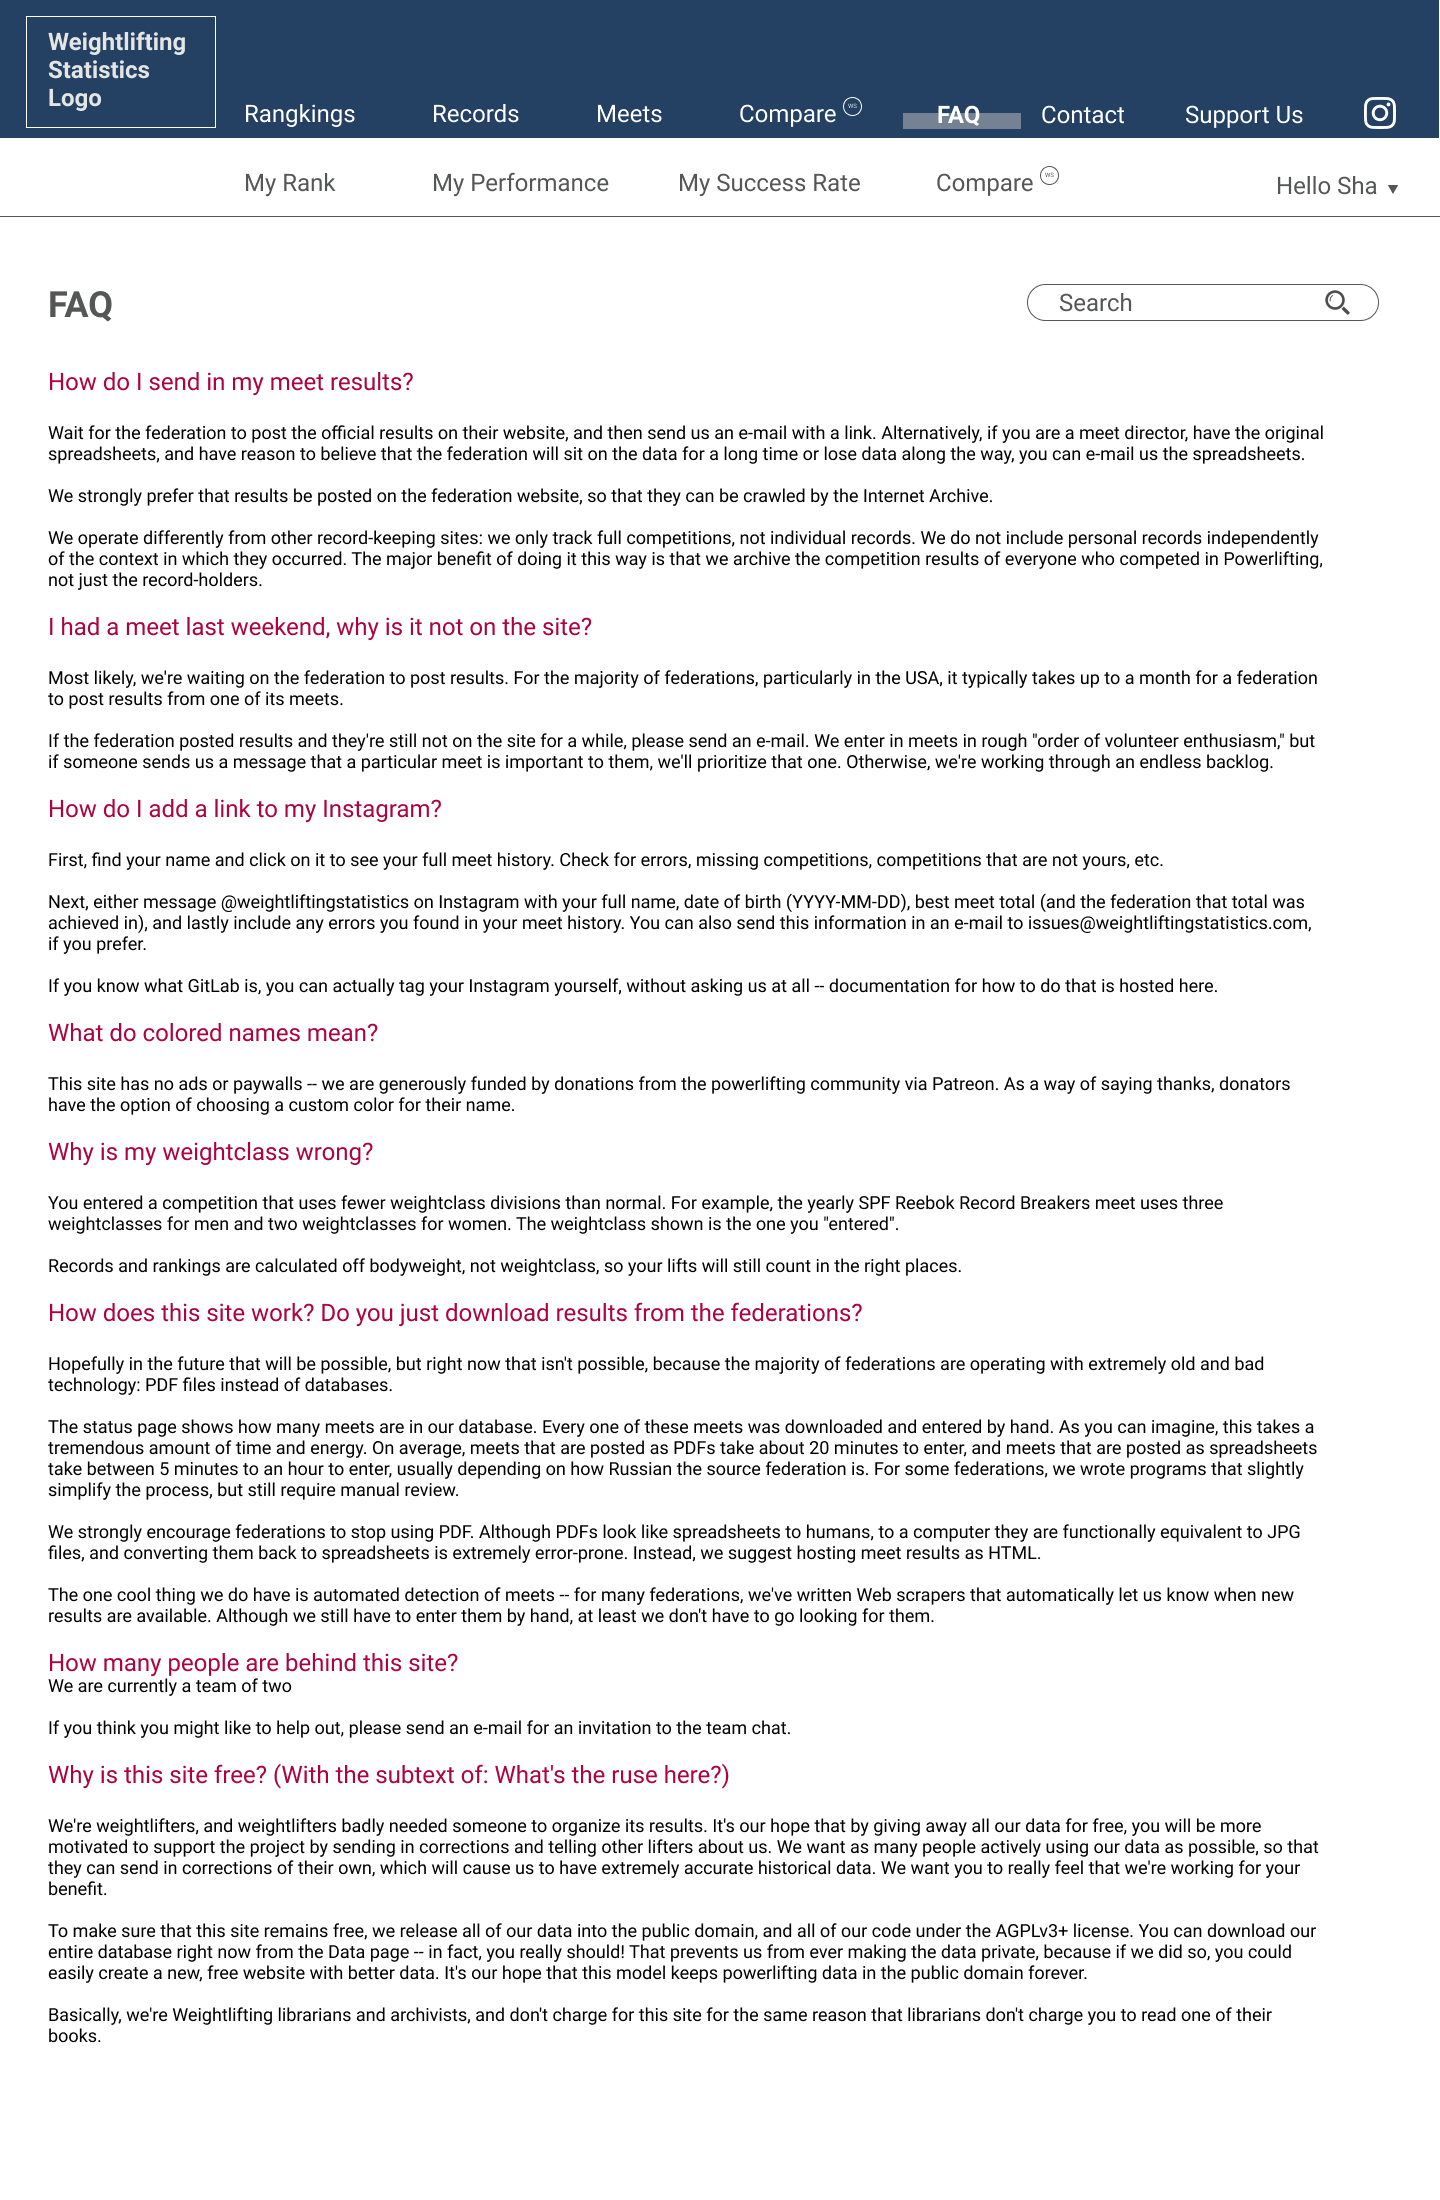 Weightlifting
Statistics
Logo
Rangkings Records Meets Compare WS FAQ Contact Support Us
My Rank My Performance My Success Rate Compare WS Hello Sha
FAQ
Search
How do I send in my meet results?
Wait for the federation to post the official results on their website, and then send us an e-mail with a link. Alternatively, if you are a meet director, have the original
spreadsheets, and have reason to believe that the federation will sit on the data for a long time or lose data along the way, you can e-mail us the spreadsheets.
We strongly prefer that results be posted on the federation website, so that they can be crawled by the Internet Archive.
We operate differently from other record-keeping sites: we only track full competitions, not individual records. We do not include personal records independently
of the context in which they occurred. The major benefit of doing it this way is that we archive the competition results of everyone who competed in Powerlifting,
not just the record-holders.
I had a meet last weekend, why is it not on the site?
Most likely, we're waiting on the federation to post results. For the majority of federations, particularly in the USA, it typically takes up to a month for a federation
to post results from one of its meets.
If the federation posted results and they're still not on the site for a while, please send an e-mail. We enter in meets in rough "order of volunteer enthusiasm," but
if someone sends us a message that a particular meet is important to them, we'll prioritize that one. Otherwise, we're working through an endless backlog.
How do I add a link to my Instagram?
First, find your name and click on it to see your full meet history. Check for errors, missing competitions, competitions that are not yours, etc.
Next, either message @weightliftingstatistics on Instagram with your full name, date of birth (YYYY-MM-DD), best meet total (and the federation that total was
achieved in), and lastly include any errors you found in your meet history. You can also send this information in an e-mail to issues@weightliftingstatistics.com,
if you prefer.
If you know what GitLab is, you can actually tag your Instagram yourself, without asking us at all -- documentation for how to do that is hosted here.
What do colored names mean?
This site has no ads or paywalls -- we are generously funded by donations from the powerlifting community via Patreon. As a way of saying thanks, donators
have the option of choosing a custom color for their name.
Why is my weightclass wrong?
You entered a competition that uses fewer weightclass divisions than normal. For example, the yearly SPF Reebok Record Breakers meet uses three
weightclasses for men and two weightclasses for women. The weightclass shown is the one you "entered".
Records and rankings are calculated off bodyweight, not weightclass, so your lifts will still count in the right places.
How does this site work? Do you just download results from the federations?
Hopefully in the future that will be possible, but right now that isn't possible, because the majority of federations are operating with extremely old and bad
technology: PDF files instead of databases.
The status page shows how many meets are in our database. Every one of these meets was downloaded and entered by hand. As you can imagine, this takes a
tremendous amount of time and energy. On average, meets that are posted as PDFs take about 20 minutes to enter, and meets that are posted as spreadsheets
take between 5 minutes to an hour to enter, usually depending on how Russian the source federation is. For some federations, we wrote programs that slightly
simplify the process, but still require manual review.
We strongly encourage federations to stop using PDF. Although PDFs look like spreadsheets to humans, to a computer they are functionally equivalent to JPG
files, and converting them back to spreadsheets is extremely error-prone. Instead, we suggest hosting meet results as HTML.
The one cool thing we do have is automated detection of meets -- for many federations, we've written Web scrapers that automatically let us know when new
results are available. Although we still have to enter them by hand, at least we don't have to go looking for them.
How many people are behind this site?
We are currently a team of two
If you think you might like to help out, please send an e-mail for an invitation to the team chat.
Why is this site free? (With the subtext of: What's the ruse here?)
We're weightlifters, and weightlifters badly needed someone to organize its results. It's our hope that by giving away all our data for free, you will be more
motivated to support the project by sending in corrections and telling other lifters about us. We want as many people actively using our data as possible, so that
they can send in corrections of their own, which will cause us to have extremely accurate historical data. We want you to really feel that we're working for your
benefit.
To make sure that this site remains free, we release all of our data into the public domain, and all of our code under the AGPLv3+ license. You can download our
entire database right now from the Data page -- in fact, you really should! That prevents us from ever making the data private, because if we did so, you could
easily create a new, free website with better data. It's our hope that this model keeps powerlifting data in the public domain forever.
Basically, we're Weightlifting librarians and archivists, and don't charge for this site for the same reason that librarians don't charge you to read one of their
books.